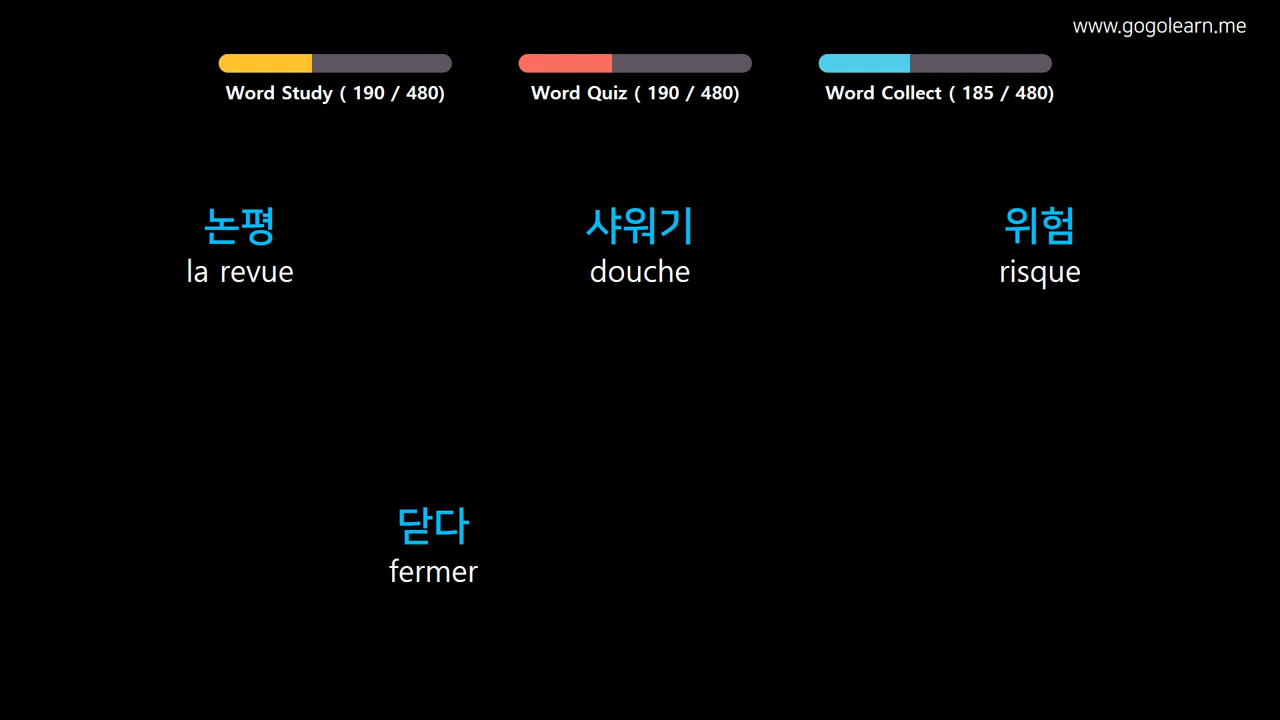 www.gogolearn.me
Word Study ( 190 / 480)
Word Quiz ( 190 / 480)
Word Collect ( 185 / 480)
논평
la revue
샤워기
douche
위험
risque
닫다
fermer